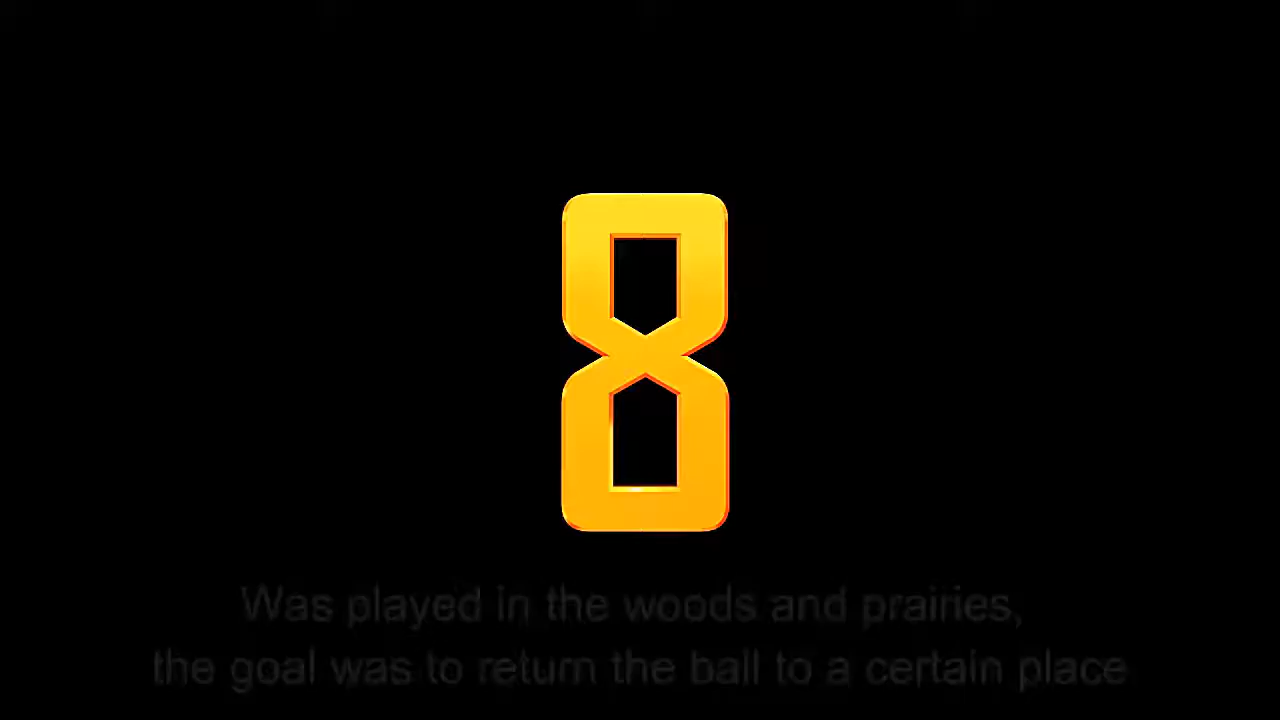 8
Was played in the woods and prairies,
the goal was to return the ball to a certain place